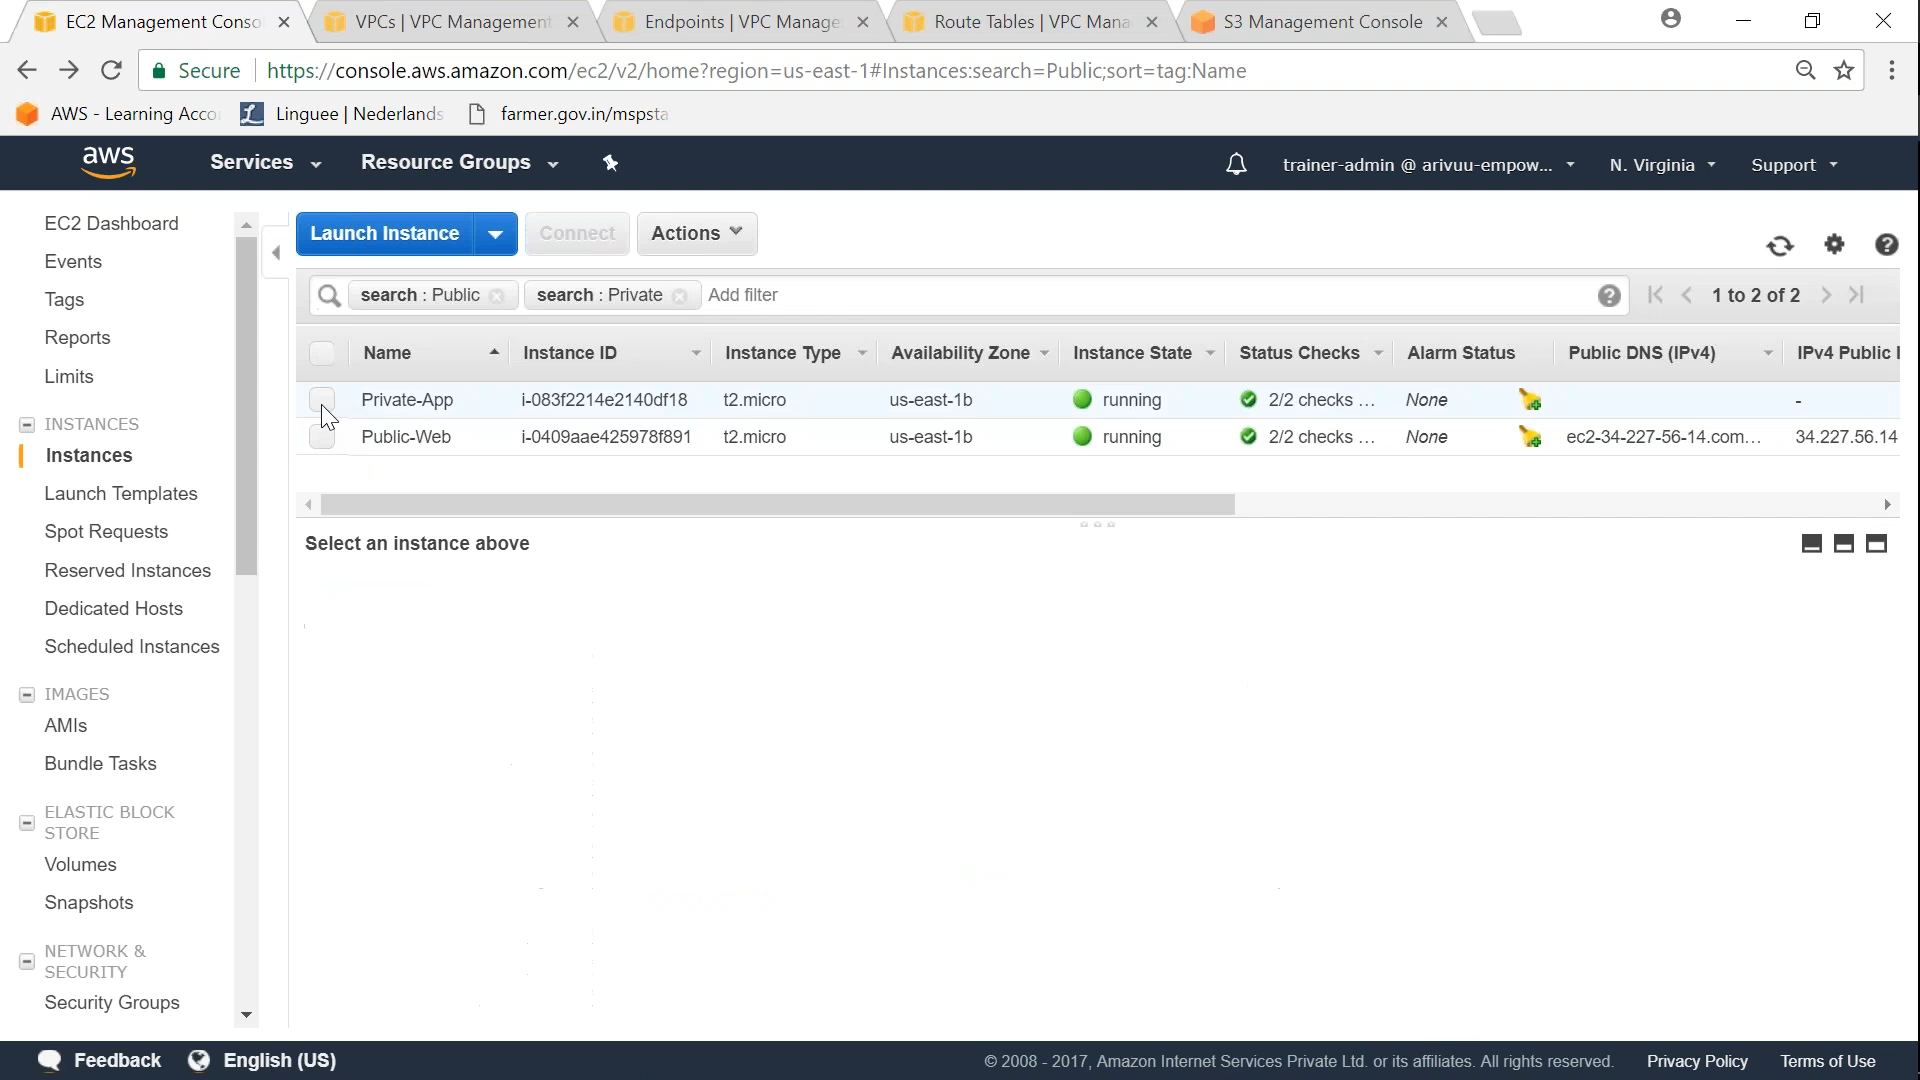 EC2 Management Conso
VPCs | VPC Management
Endpoints | VPC Manage
Route Tables | VPC Mana
S3 Management Console
Secure
https://console.aws.amazon.com/ec2/v2/home?region=us-east-1#Instances:search=Public;sort=tag:Name
AWS - Learning Acco
Linguee | Nederlands
farmer.gov.in/mspsta
aws
Services
Resource Groups
trainer-admin @ arivuu-empow...
N. Virginia
Support
EC2 Dashboard
Events
Tags
Reports
Limits
INSTANCES
Instances
Launch Templates
Spot Requests
Reserved Instances
Dedicated Hosts
Scheduled Instances
IMAGES
AMIs
Bundle Tasks
ELASTIC BLOCK
STORE
Volumes
Snapshots
NETWORK &
SECURITY
Security Groups
Launch Instance
Connect
Actions
search : Public
search : Private
Add filter
1 to 2 of 2
Name Instance ID Instance Type Availability Zone Instance State Status Checks Alarm Status Public DNS (IPv4) IPv4 Public I
Private-App i-083f2214e2140df18 t2.micro us-east-1b running 2/2 checks ... None -
Public-Web i-0409aae425978f891 t2.micro us-east-1b running 2/2 checks ... None ec2-34-227-56-14.com... 34.227.56.14
Select an instance above
Feedback
English (US)
© 2008 - 2017, Amazon Internet Services Private Ltd. or its affiliates. All rights reserved.
Privacy Policy
Terms of Use